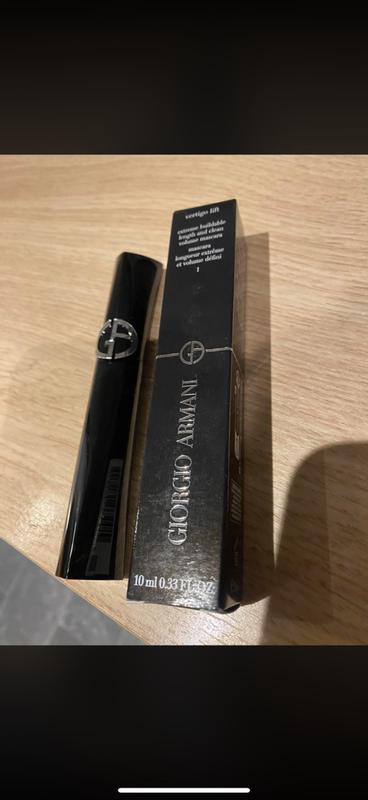 vertigo lift
extreme buildable
length and clean
volume mascara
mascara
longueur extrême
et volume défini
1
GIORGIO ARMANI
10 ml 0.33 FL.OZ.